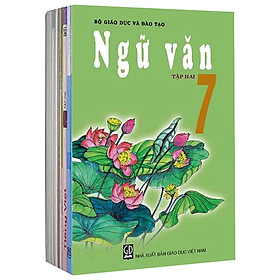 BỘ GIÁO DỤC VÀ ĐÀO TẠO
Ngữ văn
TẬP HAI
7
NHÀ XUẤT BẢN GIÁO DỤC VIỆT NAM